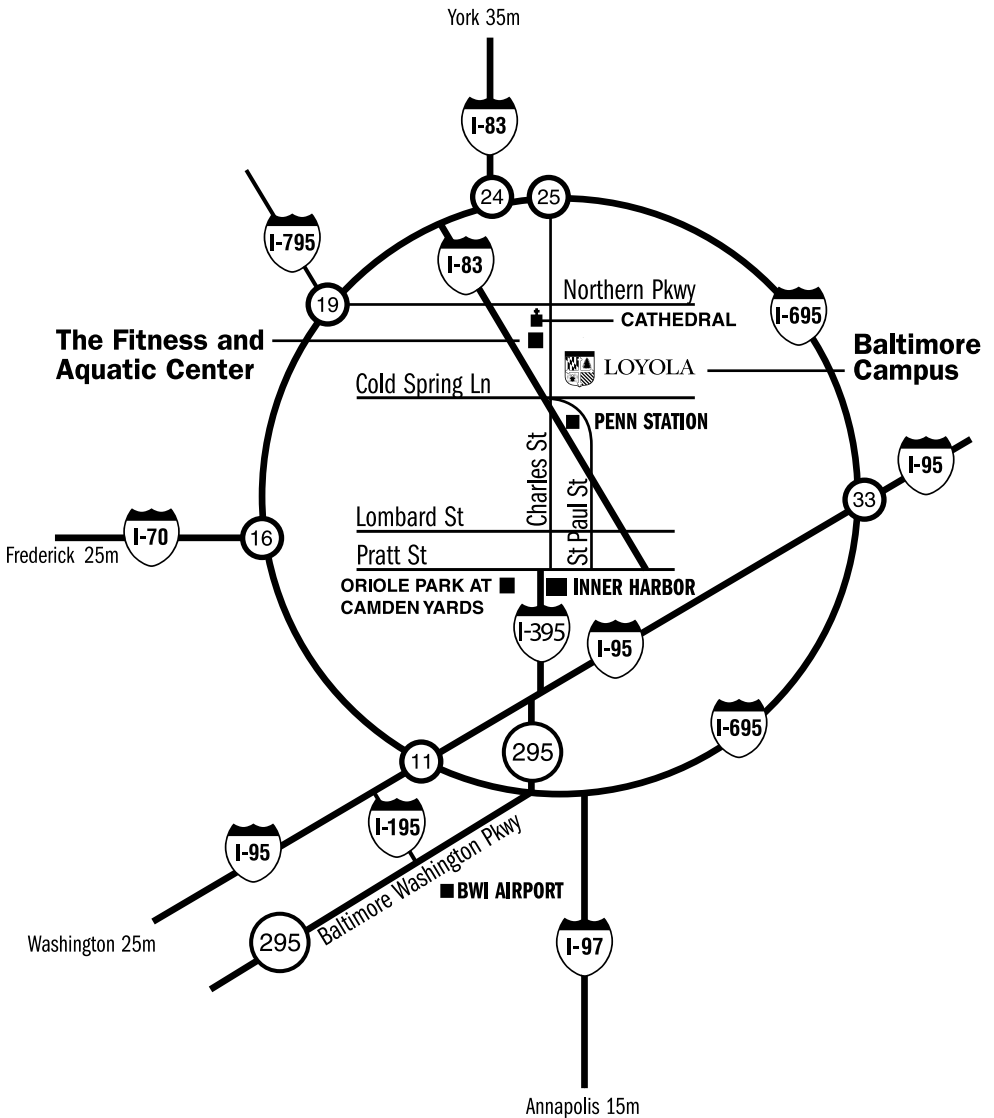 York 35m
I-83
24
25
I-795
I-83
19
Northern Pkwy
I-695
CATHEDRAL
The Fitness and
Aquatic Center
LOYOLA
Baltimore
Campus
Cold Spring Ln
PENN STATION
Charles St
St Paul St
I-95
33
Lombard St
I-70
16
Frederick 25m
Pratt St
ORIOLE PARK AT
CAMDEN YARDS
INNER HARBOR
I-395
I-95
I-695
295
11
I-195
I-95
Baltimore Washington Pkwy
BWI AIRPORT
Washington 25m
295
I-97
Annapolis 15m